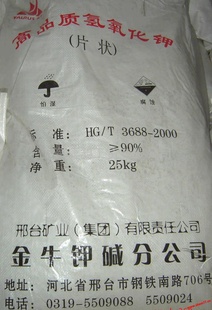 高品质氢氧化钾
(片状)
怕湿 腐蚀
标准: HG/T 3688-2000
含量: ≥90%
净重: 25kg
邢台矿业(集团)有限责任公司
金牛钾碱分公司
地址: 河北省邢台市钢铁南路706号
电话: 0319-5509088 5509024